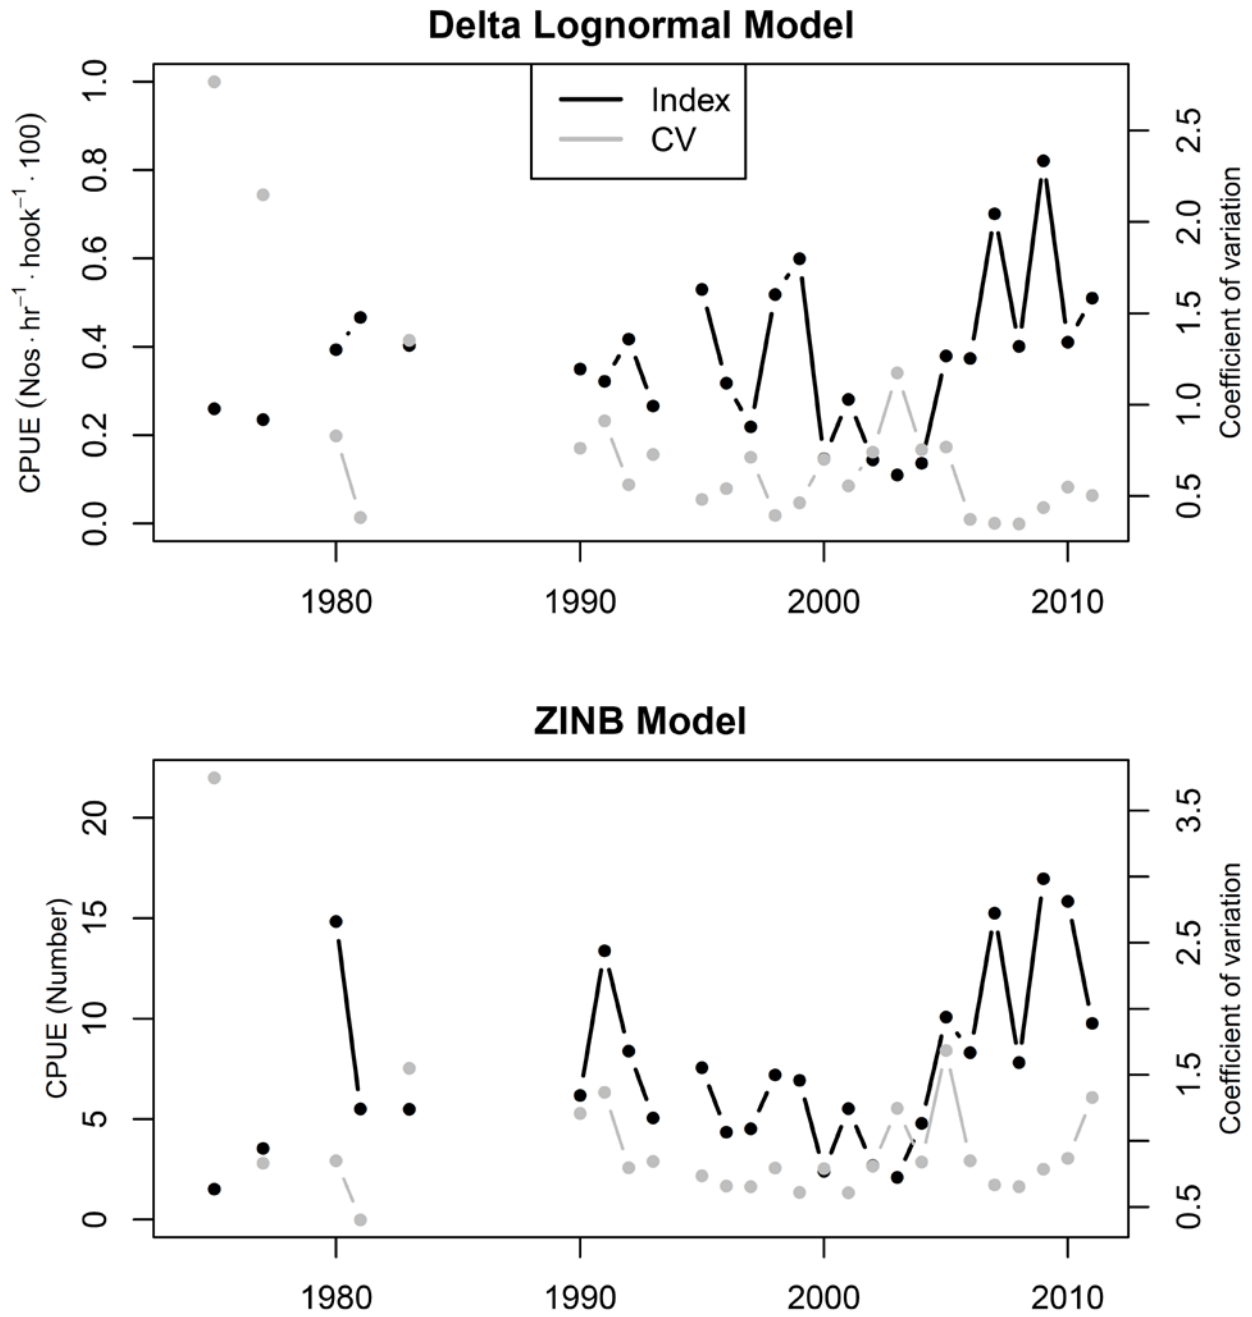 Delta Lognormal Model
1.0
0.8
0.6
0.4
0.2
0.0
CPUE (Nos · hr⁻¹ · hook⁻¹ · 100)
Index
CV
2.5
2.0
1.5
1.0
0.5
Coefficient of variation
1980 1990 2000 2010
ZINB Model
20
15
10
5
0
CPUE (Number)
3.5
2.5
1.5
0.5
Coefficient of variation
1980 1990 2000 2010